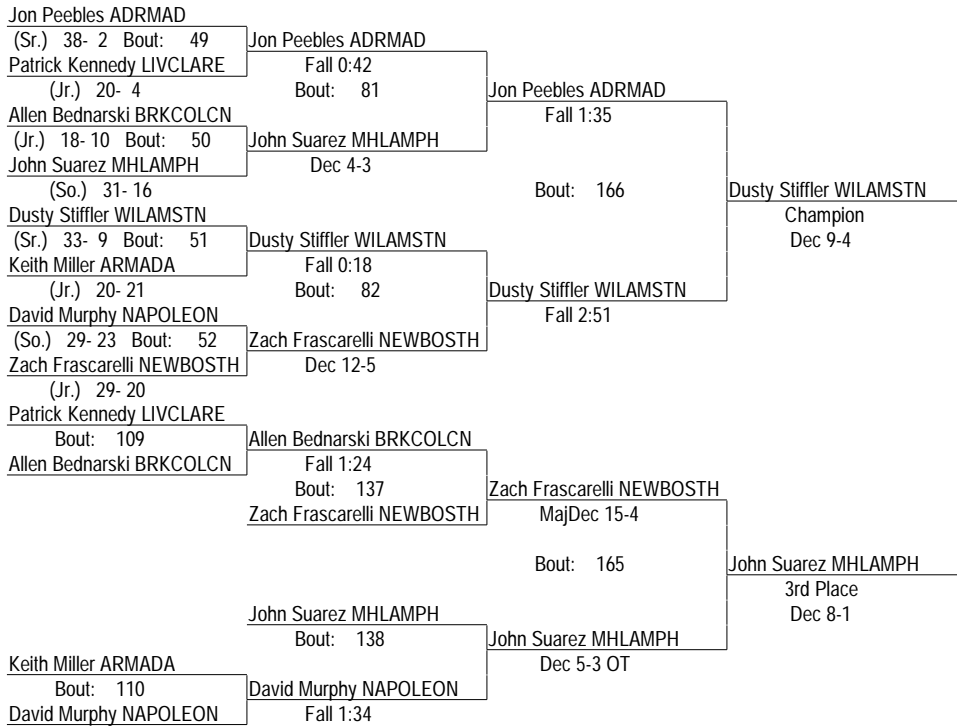 Jon Peebles ADRMAD
(Sr.) 38- 2 Bout: 49 Jon Peebles ADRMAD
Patrick Kennedy LIVCLARE Fall 0:42
(Jr.) 20- 4 Bout: 81 Jon Peebles ADRMAD
Allen Bednarski BRKCOLCN Fall 1:35
(Jr.) 18- 10 Bout: 50 John Suarez MHLAMPH
John Suarez MHLAMPH Dec 4-3
(So.) 31- 16 Bout: 166 Dusty Stiffler WILAMSTN
Dusty Stiffler WILAMSTN Champion
(Sr.) 33- 9 Bout: 51 Dusty Stiffler WILAMSTN Dec 9-4
Keith Miller ARMADA Fall 0:18
(Jr.) 20- 21 Bout: 82 Dusty Stiffler WILAMSTN
David Murphy NAPOLEON Fall 2:51
(So.) 29- 23 Bout: 52 Zach Frascarelli NEWBOSTH
Zach Frascarelli NEWBOSTH Dec 12-5
(Jr.) 29- 20
Patrick Kennedy LIVCLARE
Bout: 109 Allen Bednarski BRKCOLCN
Allen Bednarski BRKCOLCN Fall 1:24
Bout: 137 Zach Frascarelli NEWBOSTH
Zach Frascarelli NEWBOSTH MajDec 15-4
Bout: 165 John Suarez MHLAMPH
3rd Place
John Suarez MHLAMPH Dec 8-1
Bout: 138 John Suarez MHLAMPH
Keith Miller ARMADA Dec 5-3 OT
Bout: 110 David Murphy NAPOLEON
David Murphy NAPOLEON Fall 1:34